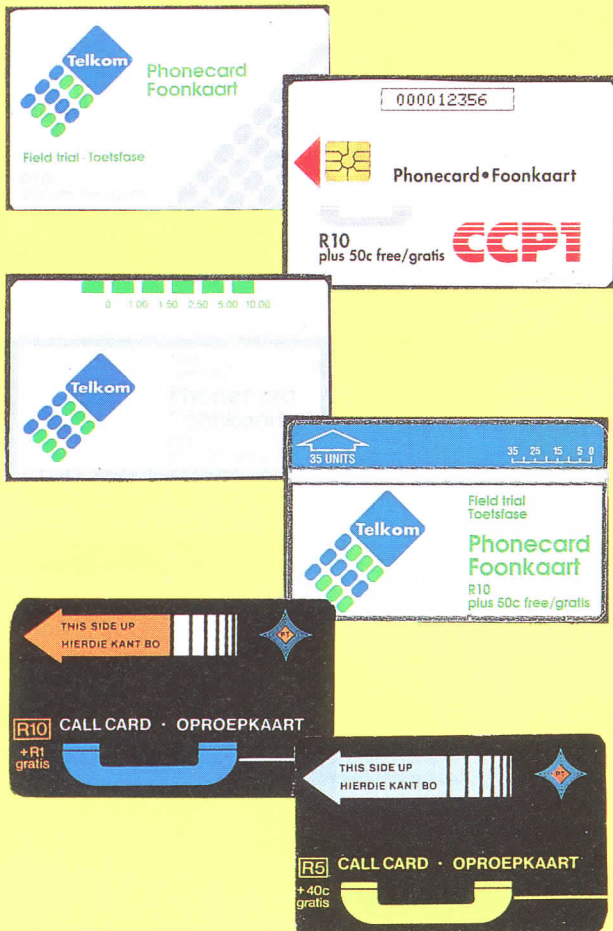 Telkom
Phonecard
Foonkaart
Field trial · Toetsfase
000012356
Phonecard•Foonkaart
R10
plus 50c free/gratis
CCP1
0 1.00 1.50 2.50 5.00 10.00
Telkom
35 UNITS
35 25 15 5 0
Field trial
Toetsfase
Telkom
Phonecard
Foonkaart
R10
plus 50c free/gratis
THIS SIDE UP
HIERDIE KANT BO
PT
R10 CALL CARD · OPROEPKAART
+R1
gratis
THIS SIDE UP
HIERDIE KANT BO
PT
R5 CALL CARD · OPROEPKAART
+40c
gratis